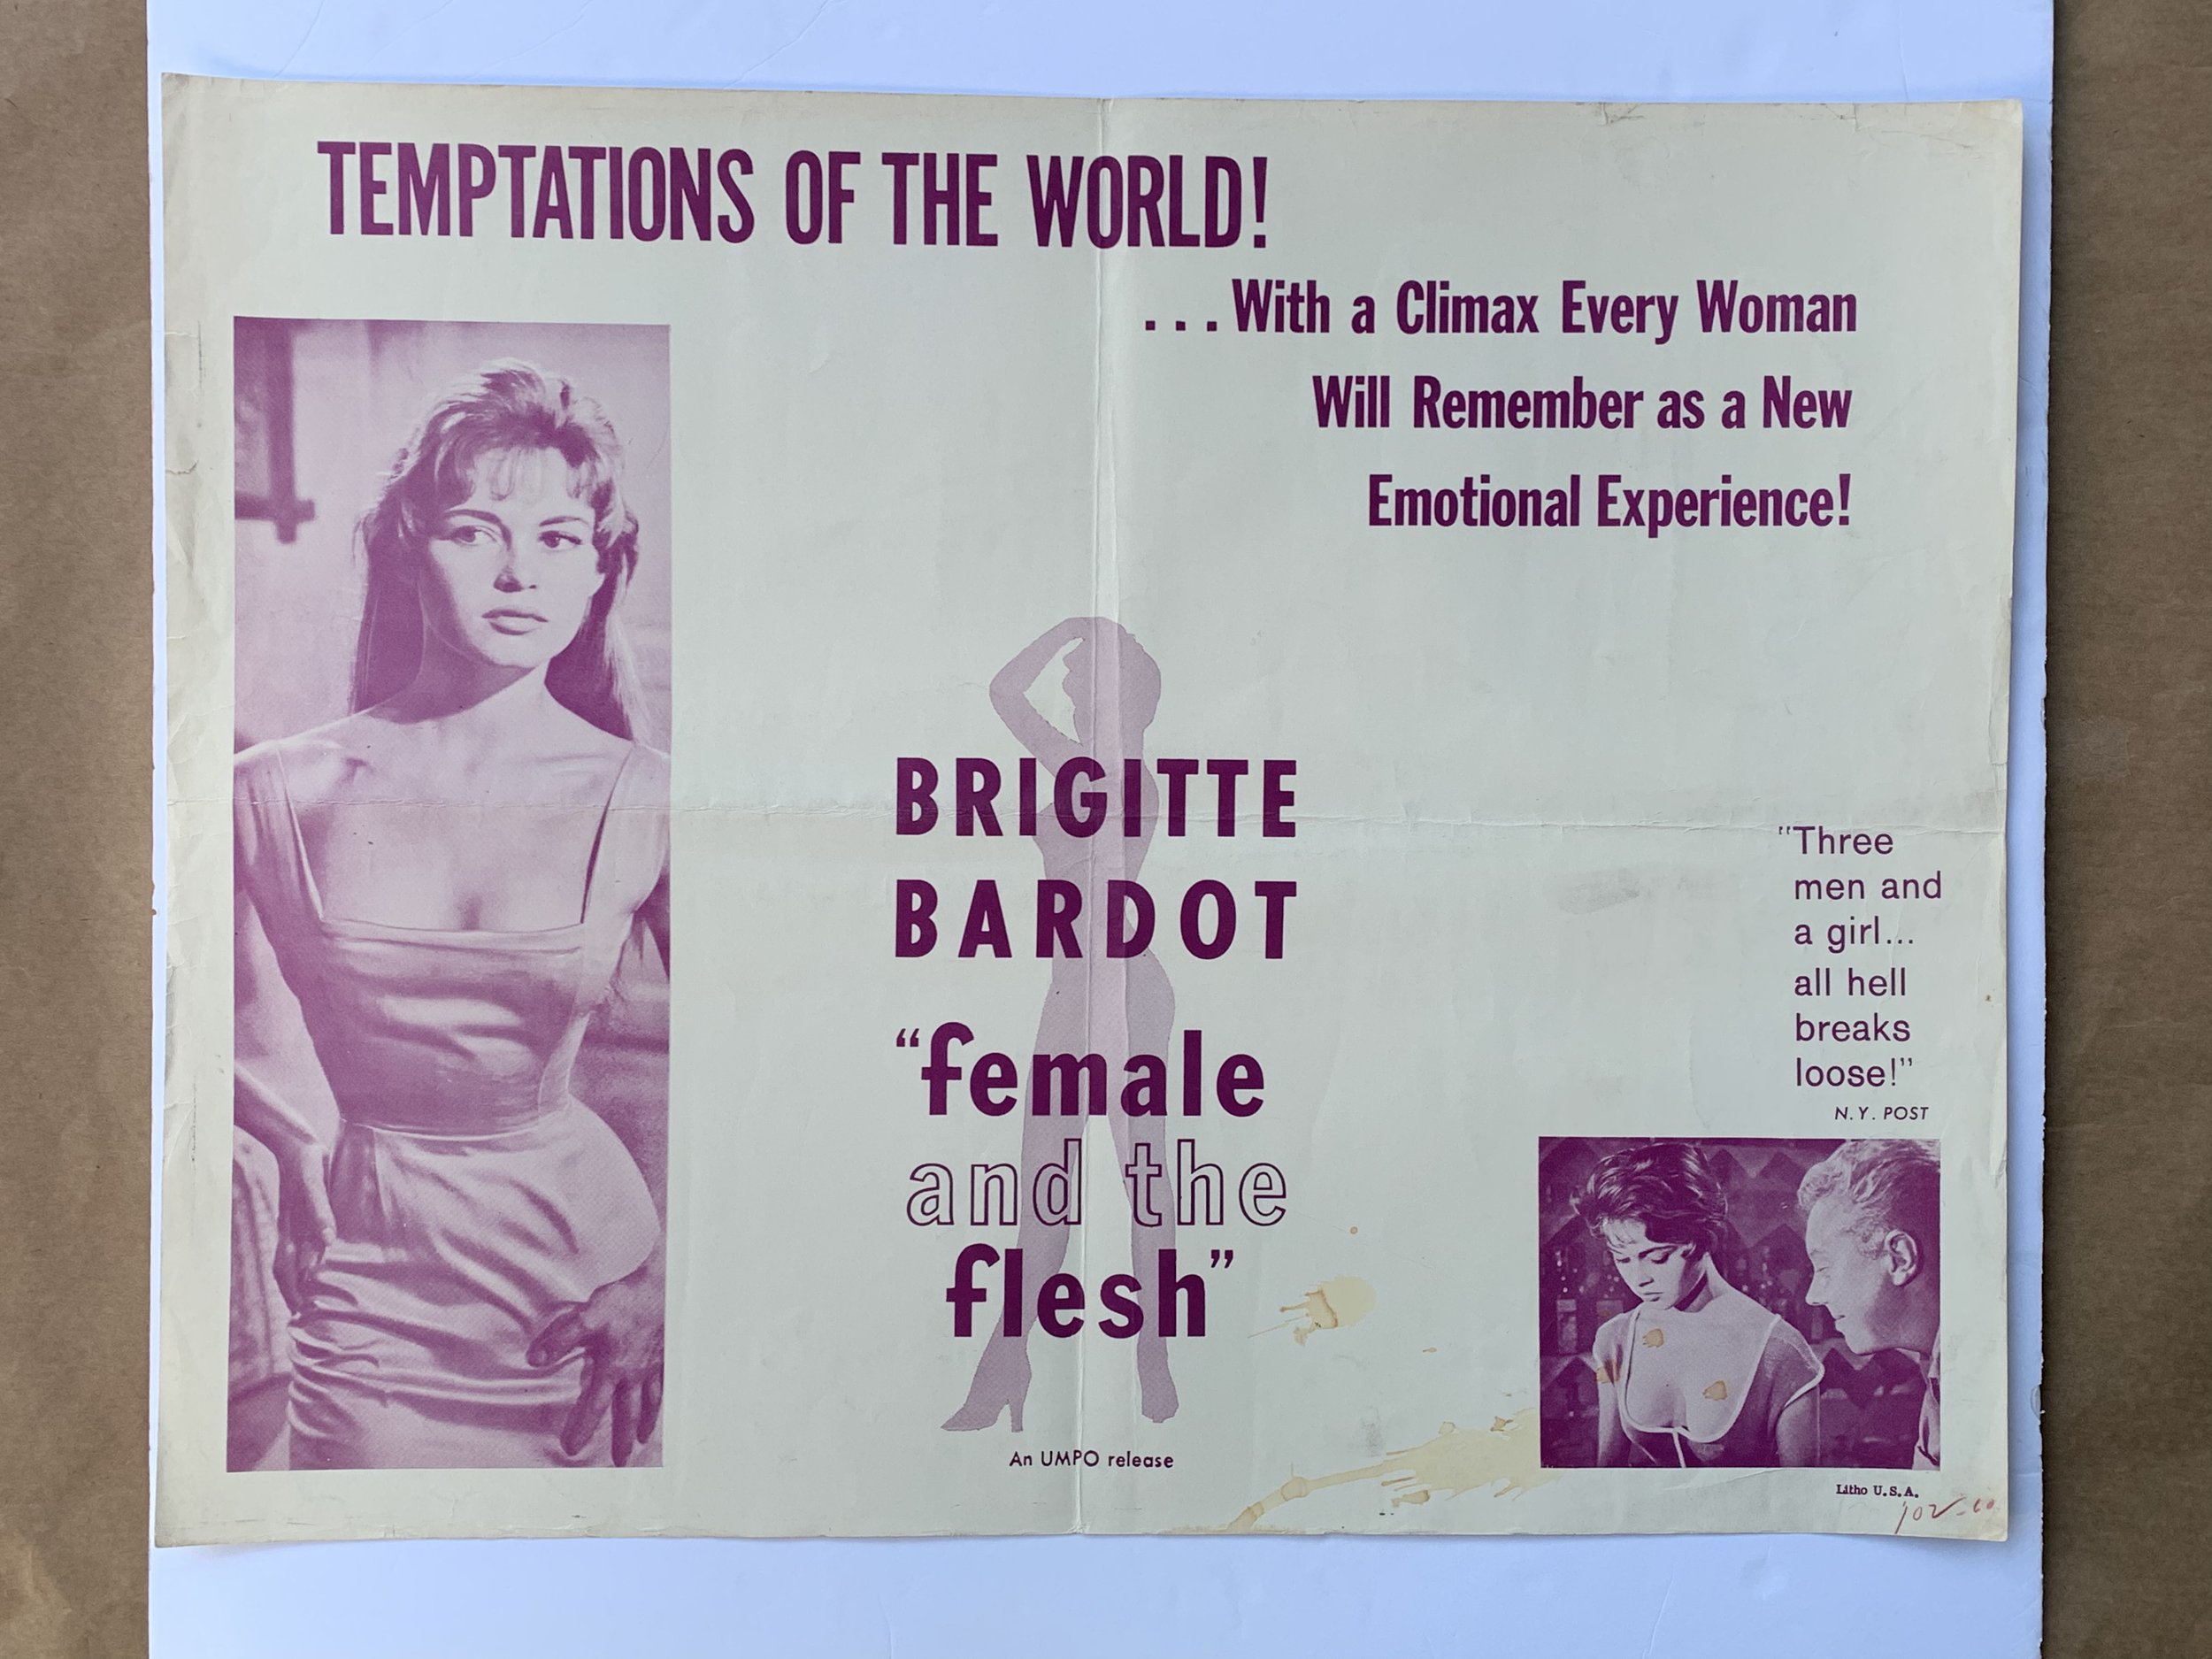 TEMPTATIONS OF THE WORLD!
...With a Climax Every Woman
Will Remember as a New
Emotional Experience!
BRIGITTE
BARDOT
“female
and the
flesh”
An UMPO release
"Three
men and
a girl...
all hell
breaks
loose!"
N. Y. POST
Litho U. S. A.